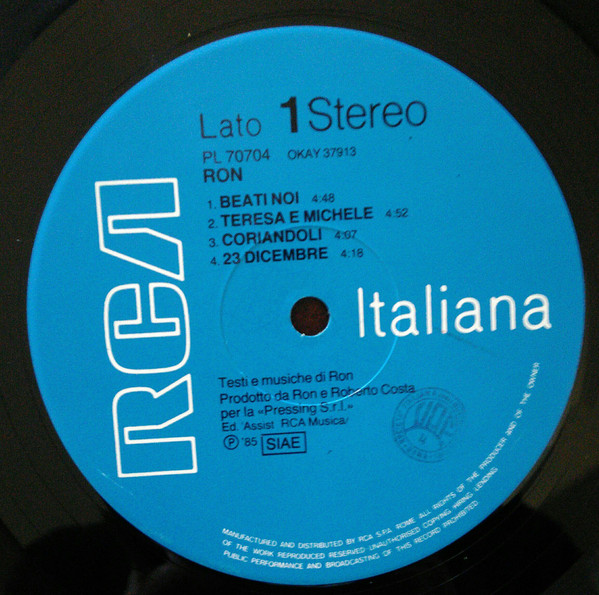 Lato 1 Stereo
PL 70704 OKAY 37913
RON
1. BEATI NOI 4:48
2. TERESA E MICHELE 4:52
3. CORIANDOLI 4:07
4. 23 DICEMBRE 4:18
RCA
Italiana
Testi e musiche di Ron
Prodotto da Ron e Roberto Costa
per la «Pressing S.r.l.»
Ed. 'Assist RCA Musica/
Ⓟ '85 SIAE
MANUFACTURED AND DISTRIBUTED BY RCA S.P.A. ROME ALL RIGHTS OF THE PRODUCER AND OF THE OWNER
OF THE WORK REPRODUCED RESERVED UNAUTHORISED COPYING HIRING LENDING
PUBLIC PERFORMANCE AND BROADCASTING OF THIS RECORD PROHIBITED